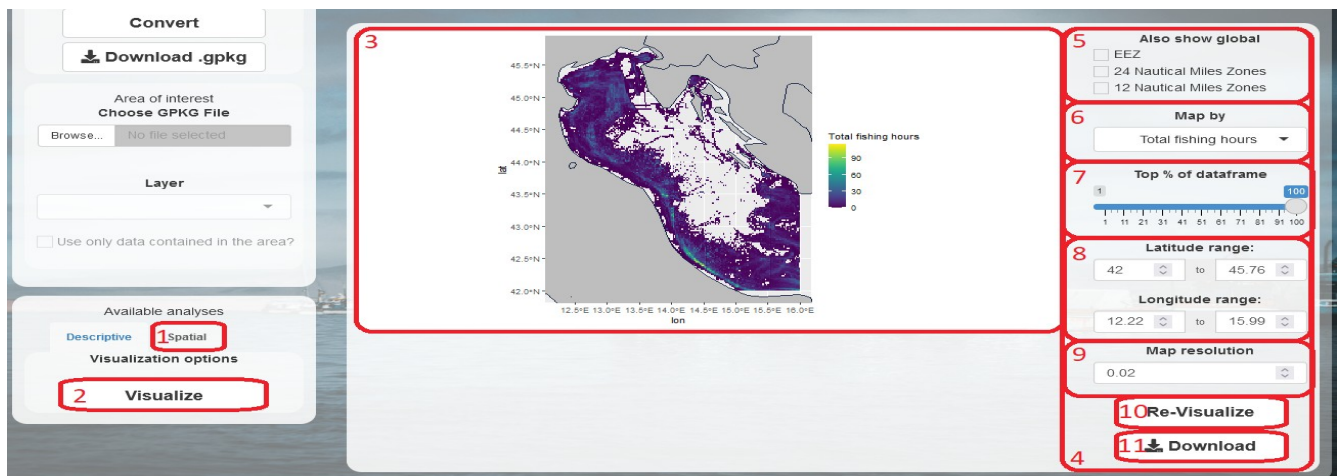 Convert
Download .gpkg
Area of interest
Choose GPKG File
Browse... No file selected
Layer
Use only data contained in the area?
Available analyses
Descriptive 1 Spatial
Visualization options
2 Visualize
3
45.5°N
45.0°N
44.5°N
44.0°N
43.5°N
43.0°N
42.5°N
42.0°N
lat
12.5°E 13.0°E 13.5°E 14.0°E 14.5°E 15.0°E 15.5°E 16.0°E
lon
Total fishing hours
90
60
30
0
5 Also show global
EEZ
24 Nautical Miles Zones
12 Nautical Miles Zones
6 Map by
Total fishing hours
7 Top % of dataframe
1 100
1 11 21 31 41 51 61 71 81 91 100
8 Latitude range:
42 to 45.76
Longitude range:
12.22 to 15.99
9 Map resolution
0.02
10 Re-Visualize
11 Download
4